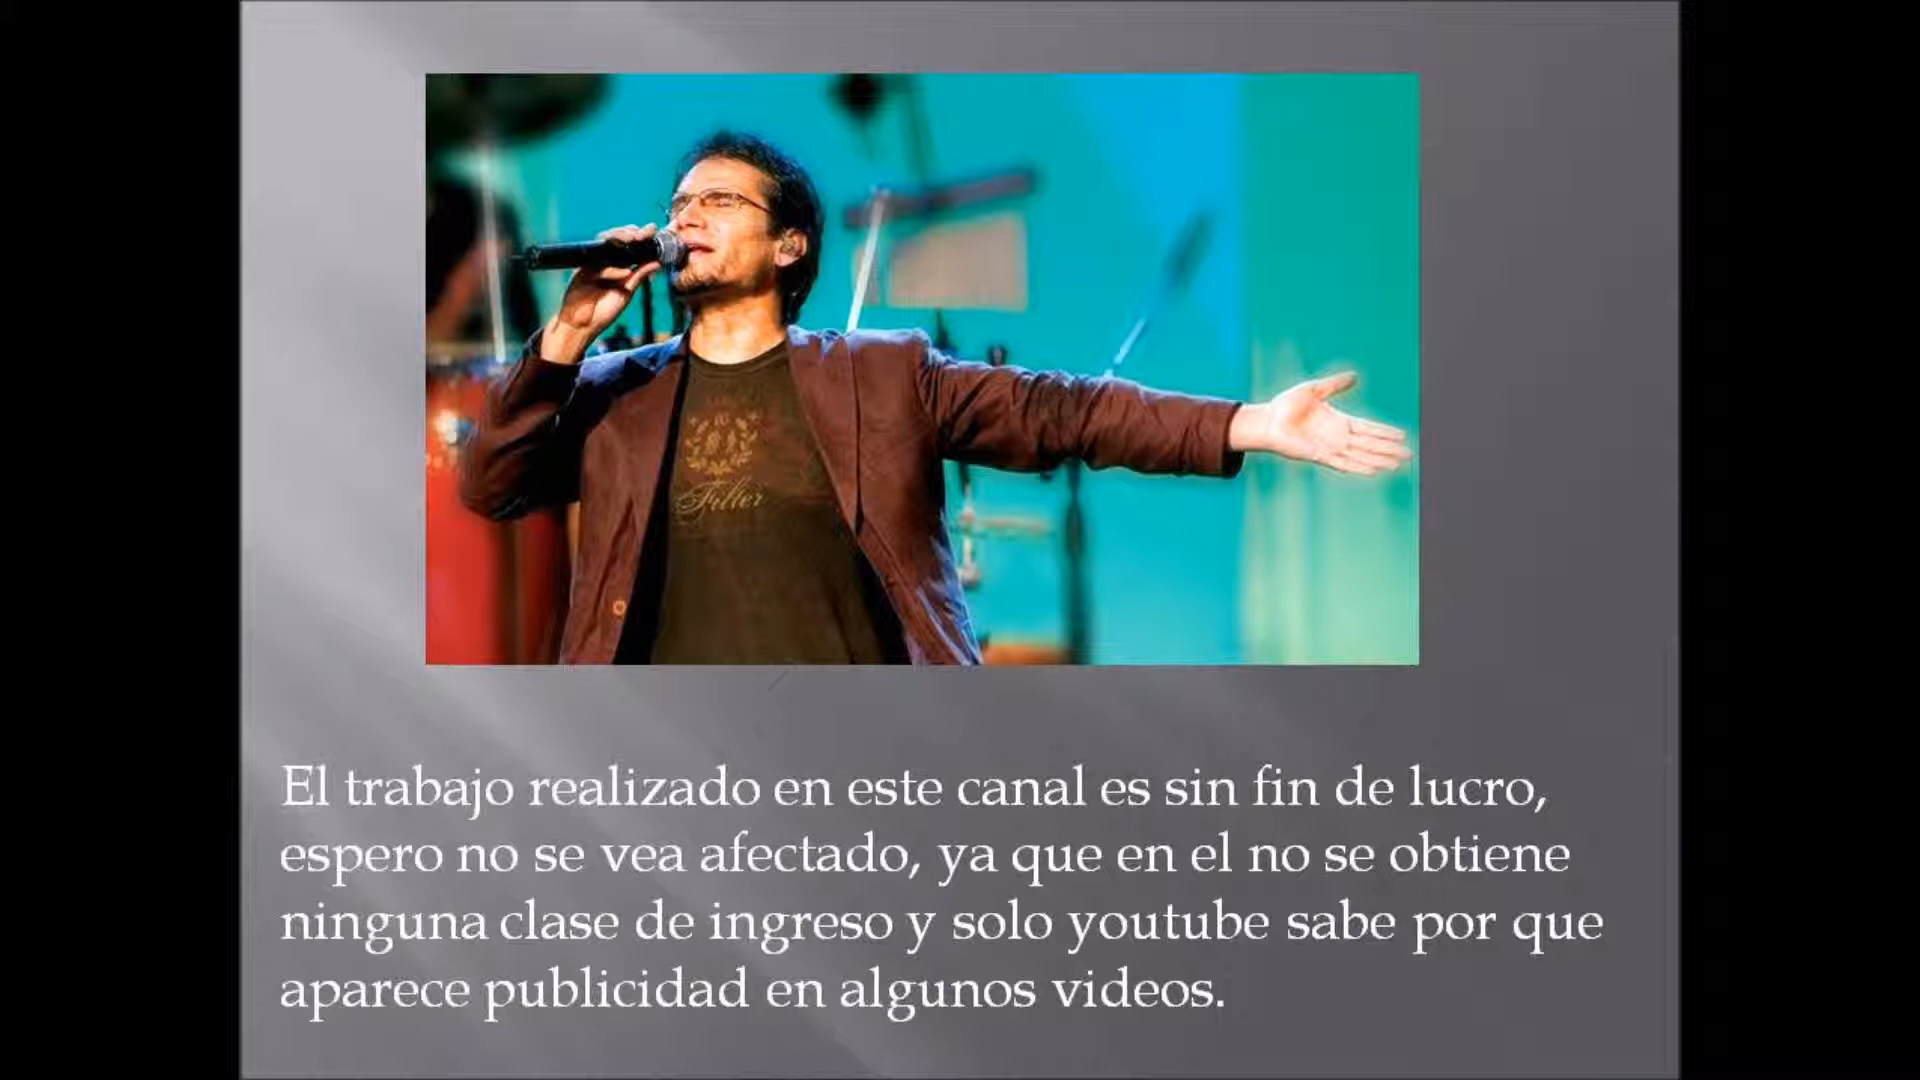 Filter
El trabajo realizado en este canal es sin fin de lucro,
espero no se vea afectado, ya que en el no se obtiene
ninguna clase de ingreso y solo youtube sabe por que
aparece publicidad en algunos videos.